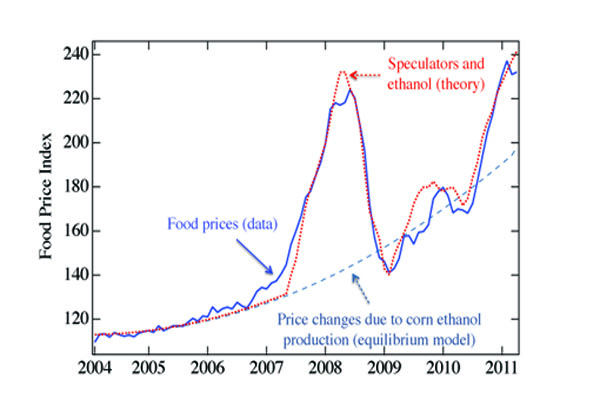 240
220
200
180
160
140
120
Food Price Index
Speculators and
ethanol (theory)
Food prices (data)
Price changes due to corn ethanol
production (equilibrium model)
2004 2005 2006 2007 2008 2009 2010 2011